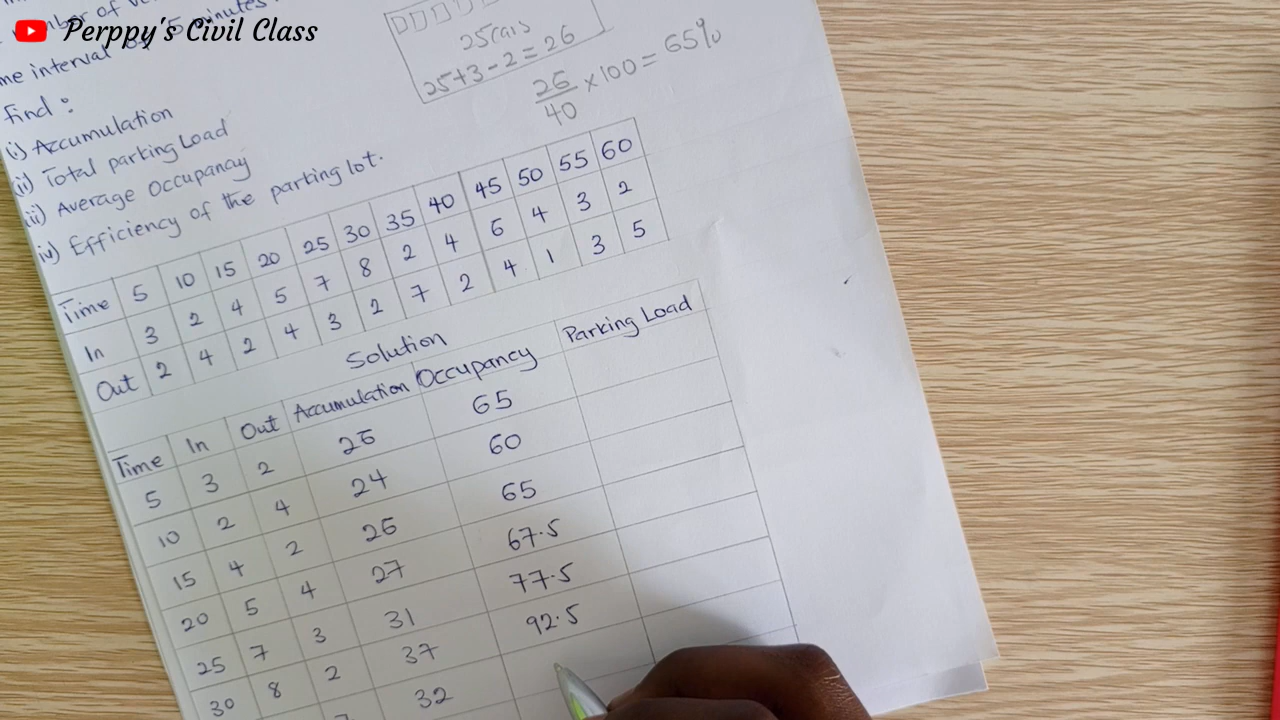 Perppy's Civil Class
minutes
me interval
Find :
(i) Accumulation
(ii) Total parking Load
(iii) Average Occupancy
iv) Efficiency of the parking lot.
25 cars
25+3-2=26
26/40 × 100 = 65%
Time 5 10 15 20 25 30 35 40 45 50 55 60
In 3 2 4 5 7 8 2 4 6 4 3 2
Out 2 4 2 4 3 2 7 2 4 1 3 5
Solution
Time In Out Accumulation Occupancy Parking Load
5 3 2 26 65
10 2 4 24 60
15 4 2 26 65
20 5 4 27 67.5
25 7 3 31 77.5
30 8 2 37 92.5
32